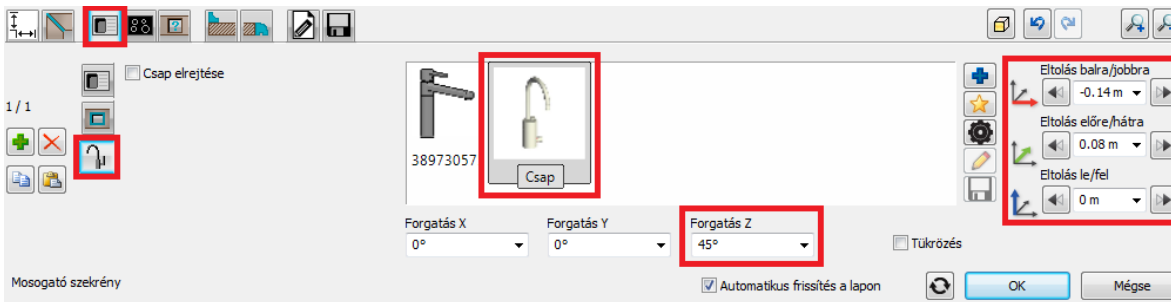 Csap elrejtése
1 / 1
38973057
Csap
Eltolás balra/jobbra
-0.14 m
Eltolás előre/hátra
0.08 m
Eltolás le/fel
0 m
Forgatás X
0°
Forgatás Y
0°
Forgatás Z
45°
Tükrözés
Mosogató szekrény
Automatikus frissítés a lapon
OK
Mégse